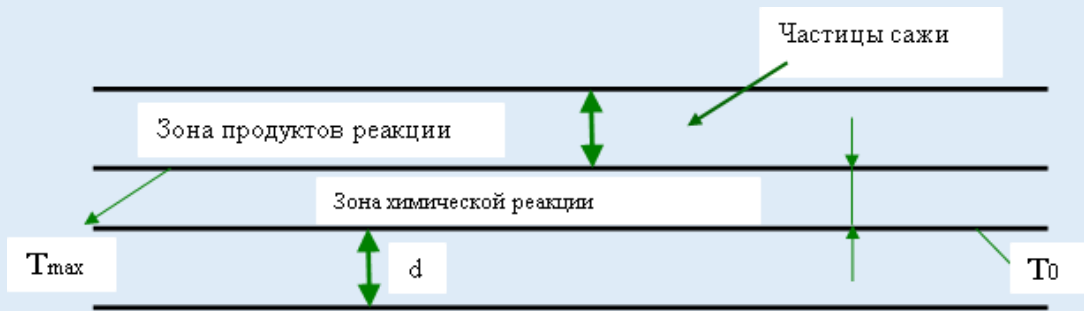 Частицы сажи
Зона продуктов реакции
Зона химической реакции
Tmax
d
T0